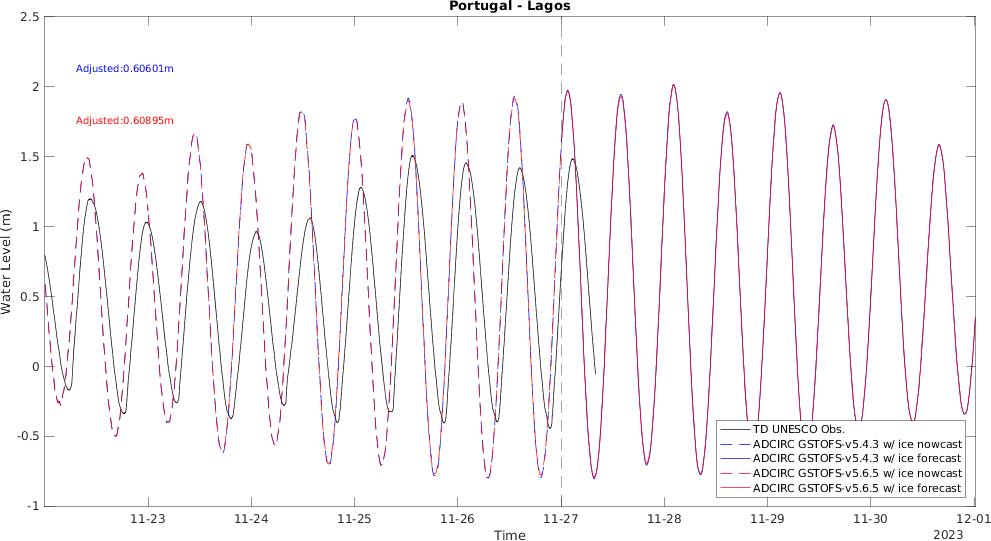 Portugal - Lagos
2.5
2
1.5
1
0.5
0
-0.5
-1
Water Level (m)
Adjusted:0.60601m
Adjusted:0.60895m
TD UNESCO Obs.
ADCIRC GSTOFS-v5.4.3 w/ ice nowcast
ADCIRC GSTOFS-v5.4.3 w/ ice forecast
ADCIRC GSTOFS-v5.6.5 w/ ice nowcast
ADCIRC GSTOFS-v5.6.5 w/ ice forecast
11-23 11-24 11-25 11-26 11-27 11-28 11-29 11-30 12-01
Time
2023